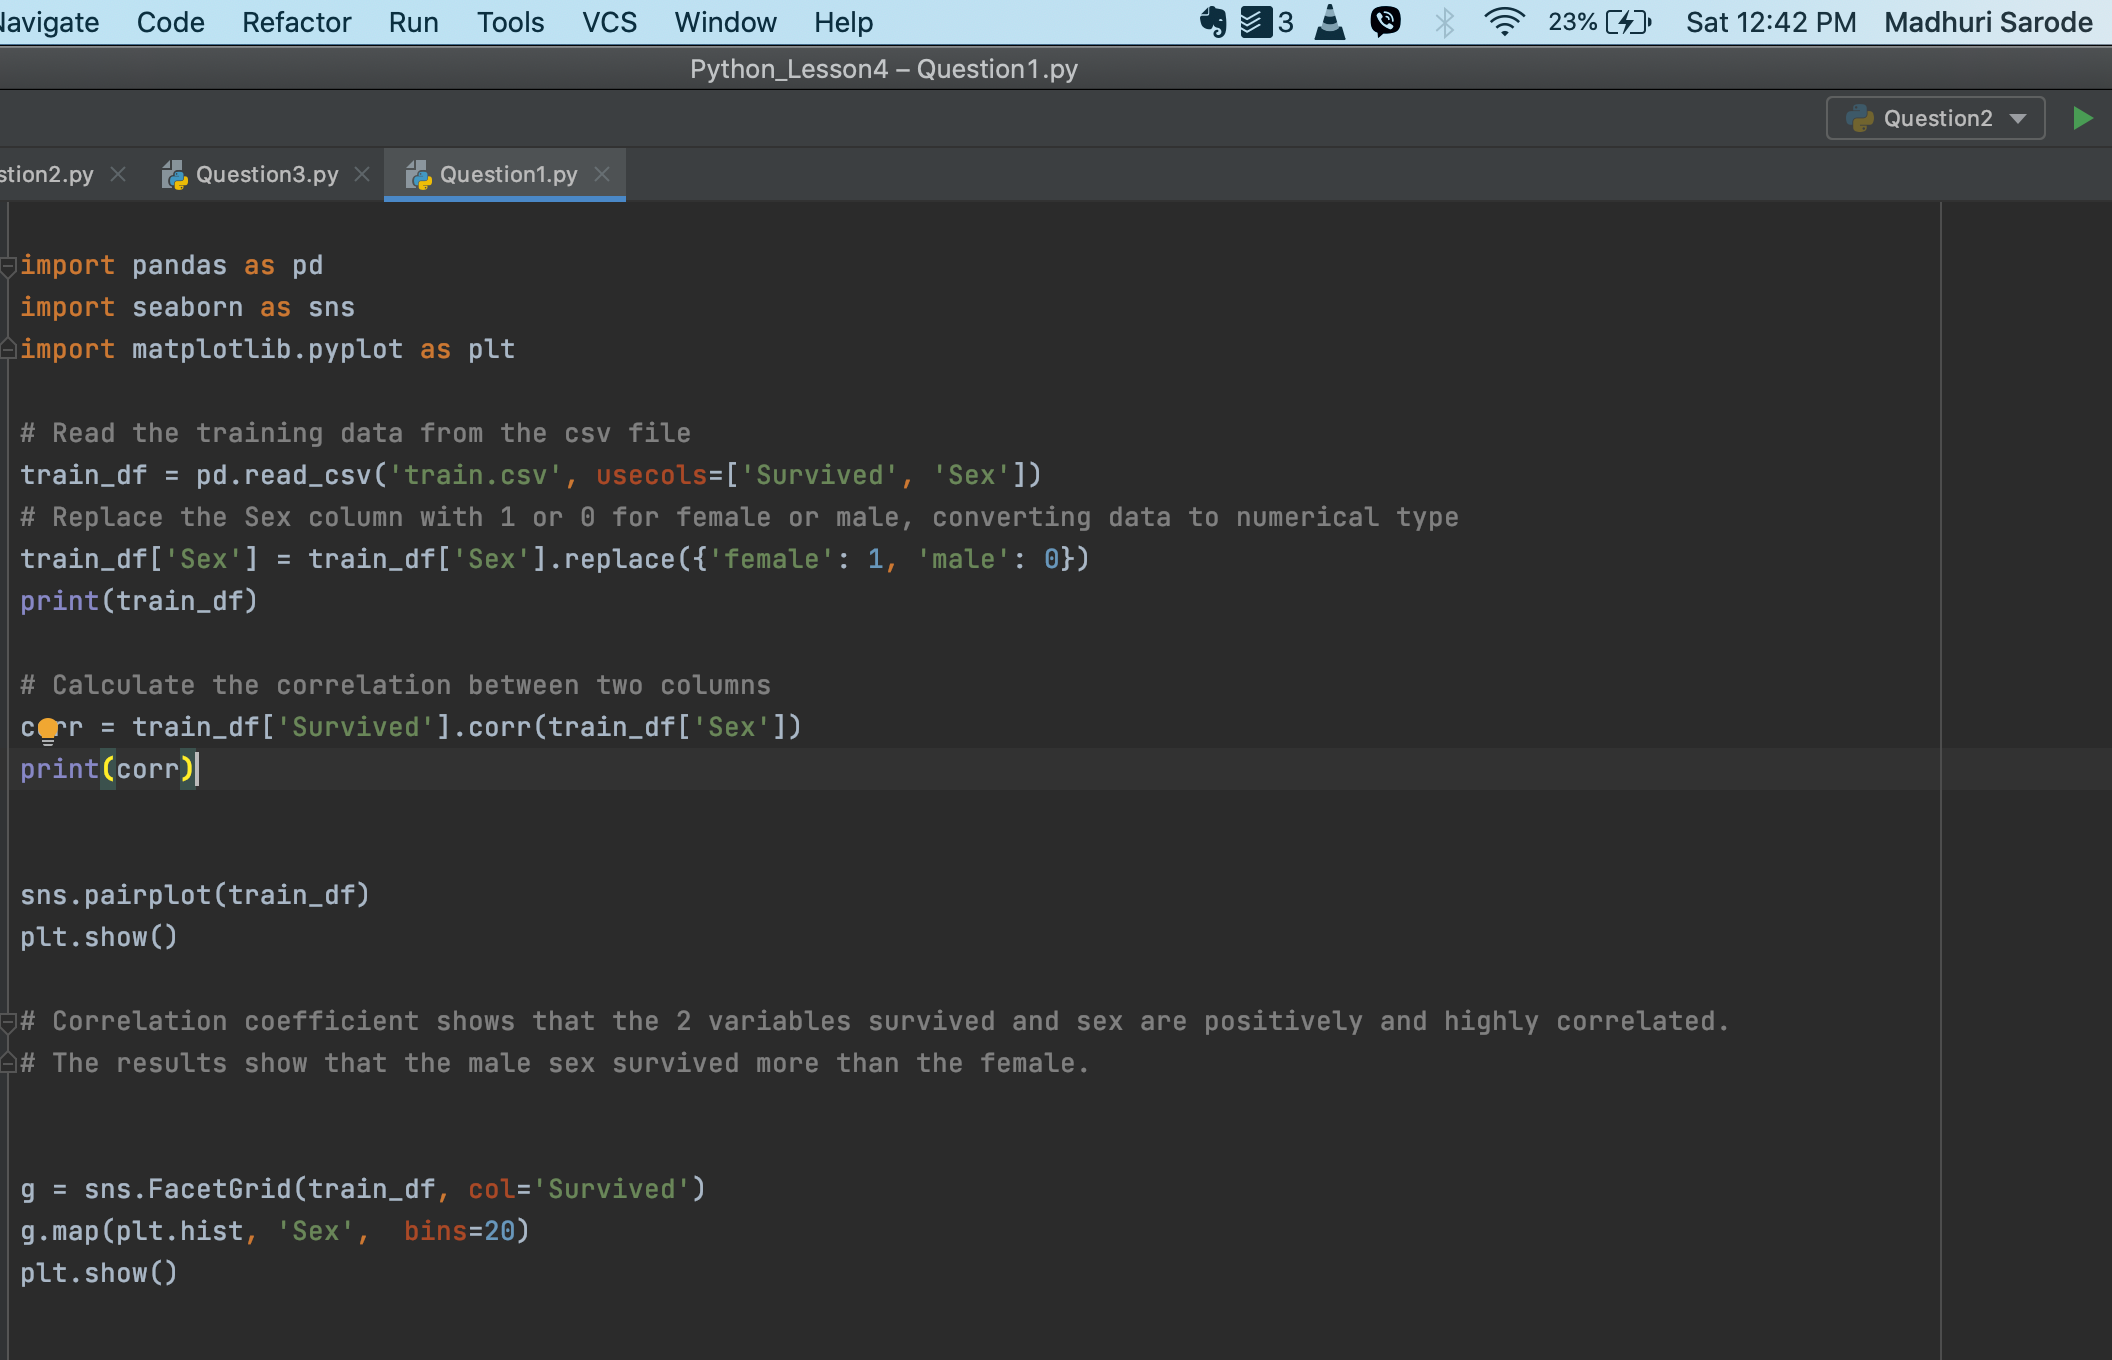 Navigate Code Refactor Run Tools VCS Window Help 3 23% Sat 12:42 PM Madhuri Sarode
Python_Lesson4 – Question1.py
Question2
stion2.py Question3.py Question1.py
import pandas as pd
import seaborn as sns
import matplotlib.pyplot as plt
# Read the training data from the csv file
train_df = pd.read_csv('train.csv', usecols=['Survived', 'Sex'])
# Replace the Sex column with 1 or 0 for female or male, converting data to numerical type
train_df['Sex'] = train_df['Sex'].replace({'female': 1, 'male': 0})
print(train_df)
# Calculate the correlation between two columns
corr = train_df['Survived'].corr(train_df['Sex'])
print(corr)
sns.pairplot(train_df)
plt.show()
# Correlation coefficient shows that the 2 variables survived and sex are positively and highly correlated.
# The results show that the male sex survived more than the female.
g = sns.FacetGrid(train_df, col='Survived')
g.map(plt.hist, 'Sex',  bins=20)
plt.show()